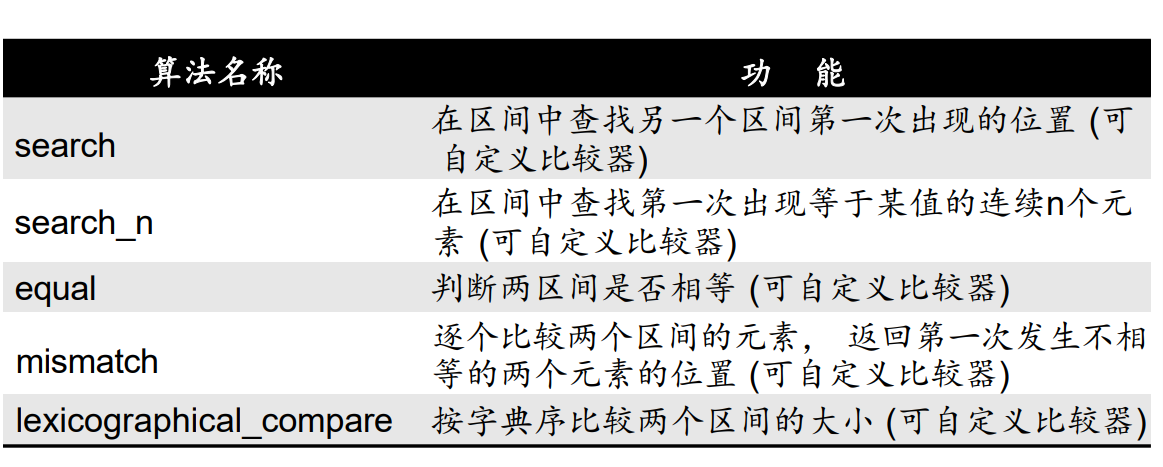 算法名称 功 能
search 在区间中查找另一个区间第一次出现的位置 (可
自定义比较器)
search_n 在区间中查找第一次出现等于某值的连续n个元
素 (可自定义比较器)
equal 判断两区间是否相等 (可自定义比较器)
mismatch 逐个比较两个区间的元素, 返回第一次发生不相
等的两个元素的位置 (可自定义比较器)
lexicographical_compare 按字典序比较两个区间的大小 (可自定义比较器)